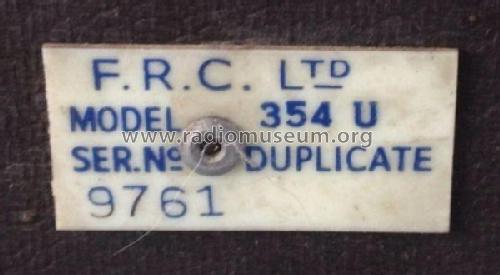 F.R.C. LTD
MODEL 354 U
www.radiomuseum.org
SER.No DUPLICATE
9761